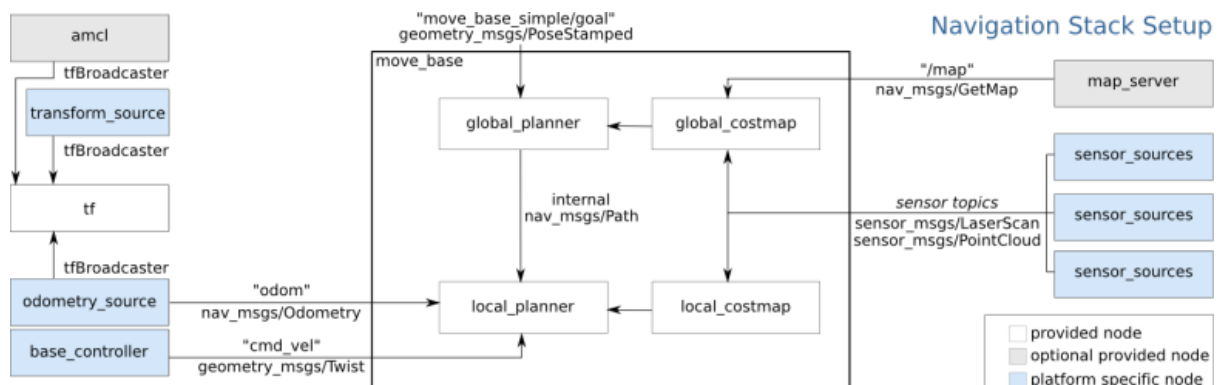 Navigation Stack Setup
"move_base_simple/goal"
geometry_msgs/PoseStamped
amcl
tfBroadcaster
transform_source
tfBroadcaster
tf
tfBroadcaster
odometry_source
base_controller
move_base
"/map"
nav_msgs/GetMap
map_server
global_planner
global_costmap
internal
nav_msgs/Path
sensor topics
sensor_msgs/LaserScan
sensor_msgs/PointCloud
sensor_sources
sensor_sources
sensor_sources
"odom"
nav_msgs/Odometry
local_planner
local_costmap
"cmd_vel"
geometry_msgs/Twist
provided node
optional provided node
platform specific node